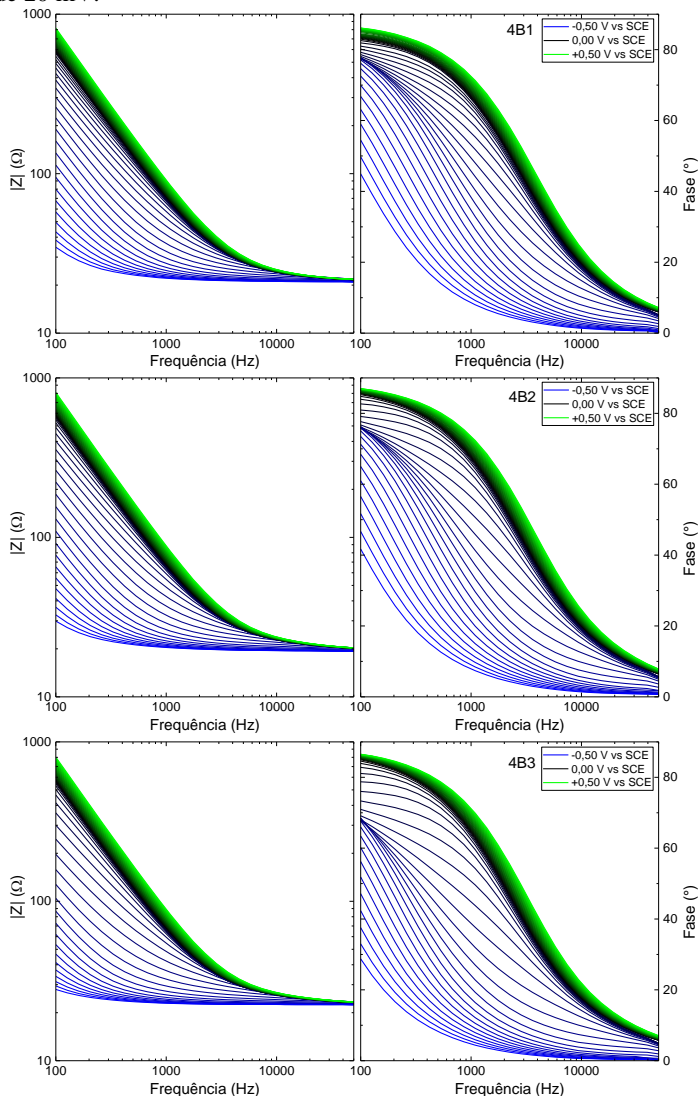 1000
100
10
|Z| (Ω)
100
1000
10000
Frequência (Hz)
4B1
-0,50 V vs SCE
0,00 V vs SCE
+0,50 V vs SCE
80
60
40
20
0
Fase (°)
100
1000
10000
Frequência (Hz)
1000
100
10
|Z| (Ω)
100
1000
10000
Frequência (Hz)
4B2
-0,50 V vs SCE
0,00 V vs SCE
+0,50 V vs SCE
80
60
40
20
0
Fase (°)
100
1000
10000
Frequência (Hz)
1000
100
10
|Z| (Ω)
100
1000
10000
Frequência (Hz)
4B3
-0,50 V vs SCE
0,00 V vs SCE
+0,50 V vs SCE
80
60
40
20
0
Fase (°)
100
1000
10000
Frequência (Hz)